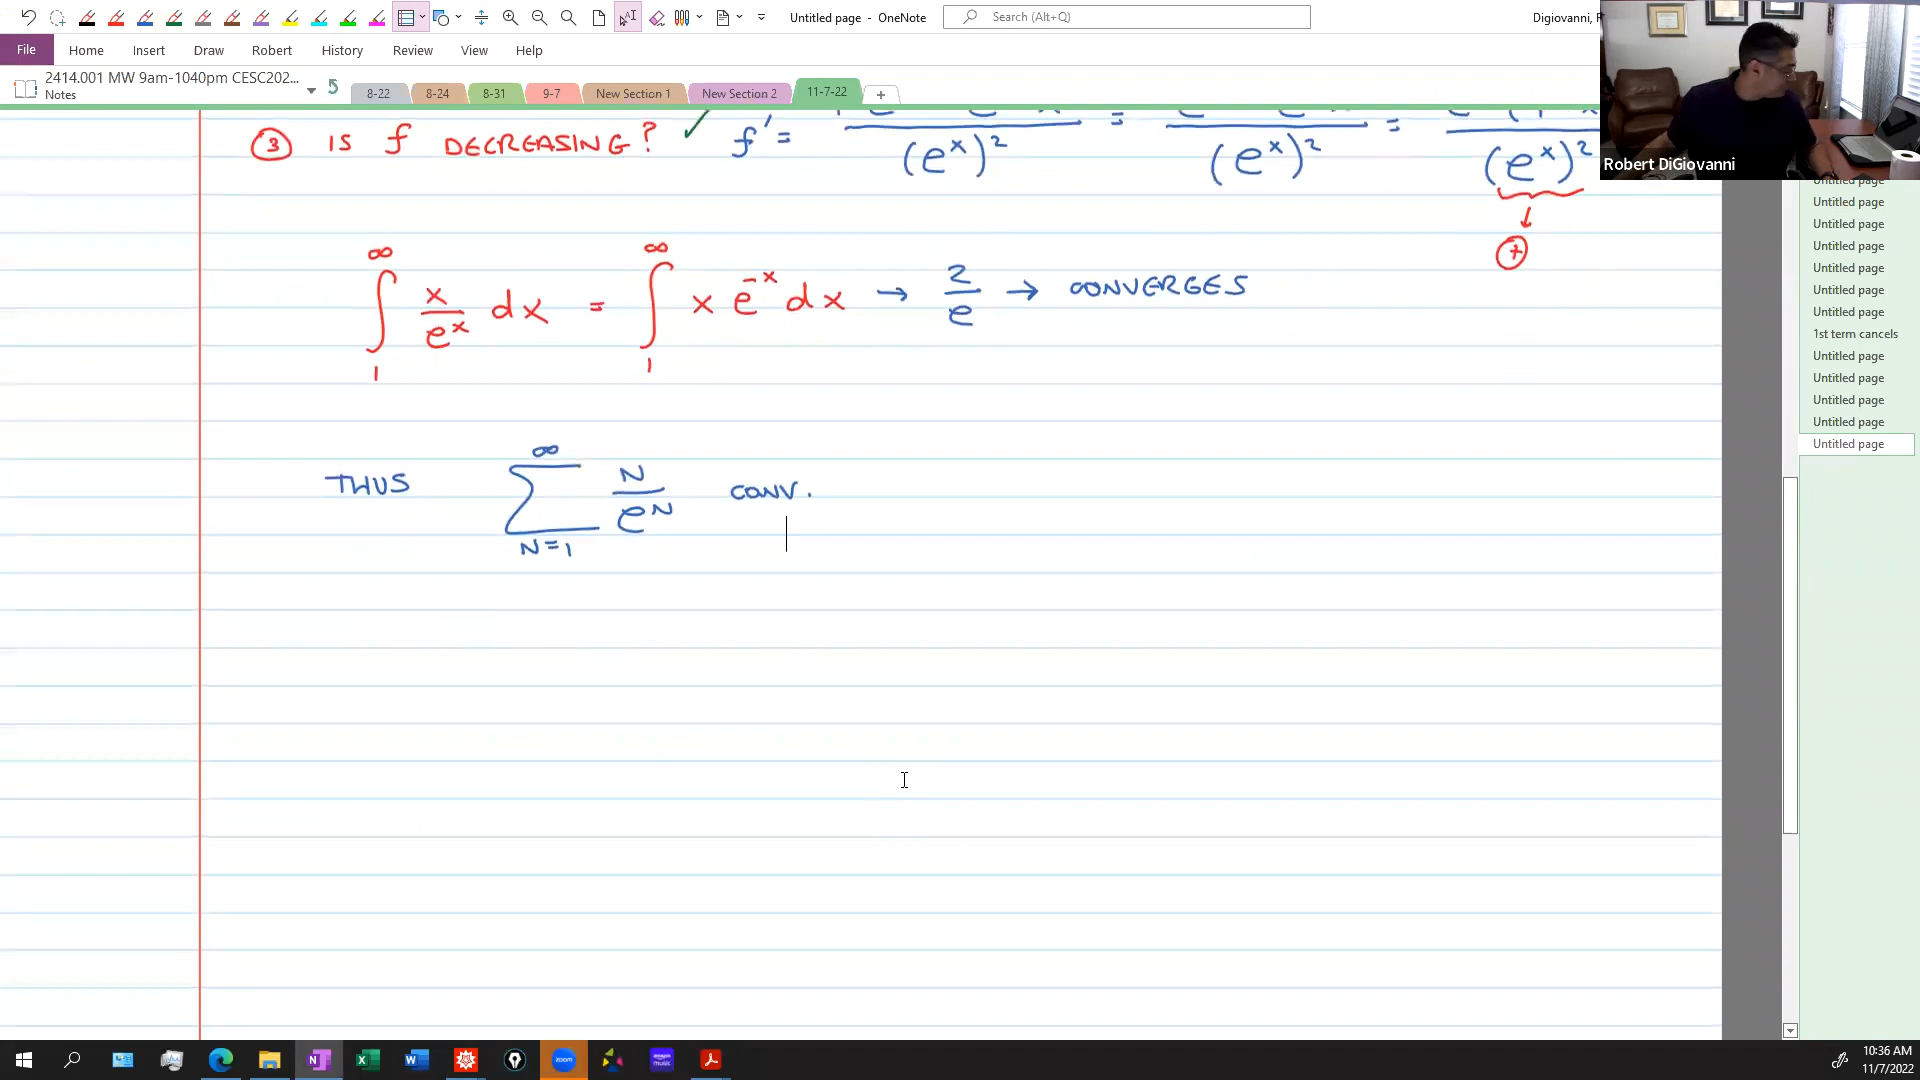 Untitled page - OneNote
Search (Alt+Q)
Digiovanni, R
File Home Insert Draw Robert History Review View Help
2414.001 MW 9am-1040pm CESC202...
Notes
8-22 8-24 8-31 9-7 New Section 1 New Section 2 11-7-22 +
Robert DiGiovanni
③ IS f DECREASING? ✓ f' = (e^x)^2 = (e^x)^2 = (e^x)^2
↓
(+)
∫_1^∞ x/e^x dx = ∫_1^∞ x e^-x dx → 2/e → CONVERGES
THUS ∑_{N=1}^∞ N/e^N CONV.
Untitled page
Untitled page
Untitled page
Untitled page
Untitled page
Untitled page
Untitled page
1st term cancels
Untitled page
Untitled page
Untitled page
Untitled page
Untitled page
zoom
amazon music
10:36 AM
11/7/2022